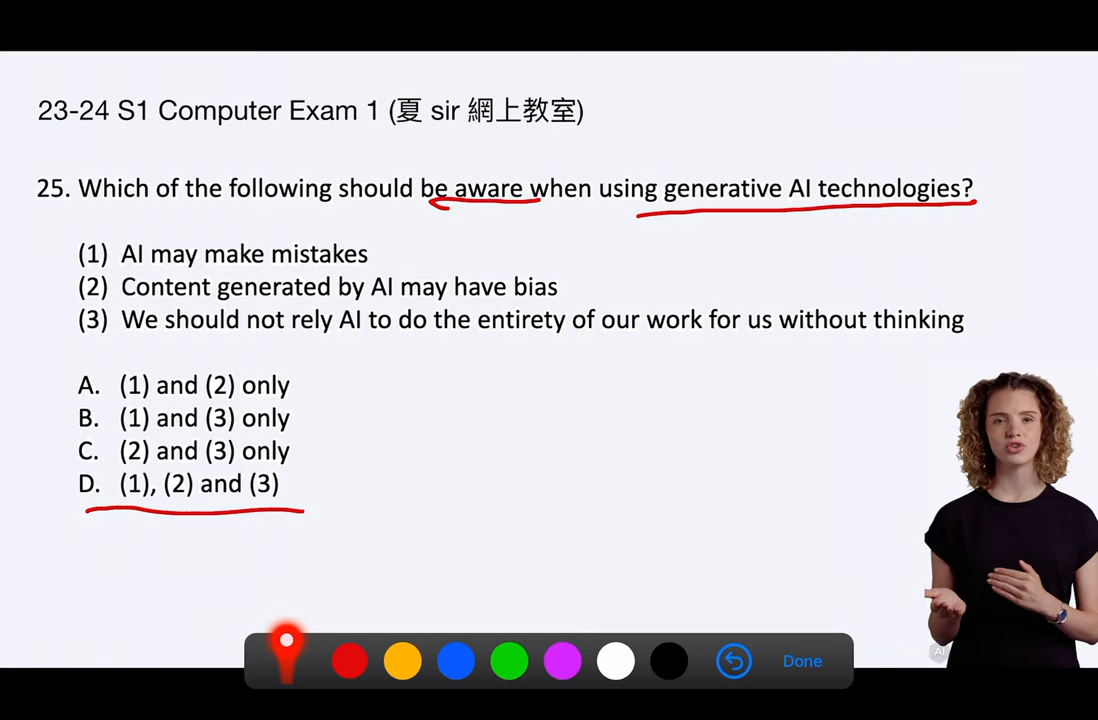 23-24 S1 Computer Exam 1 (夏 sir 網上教室)
25. Which of the following should be aware when using generative AI technologies?
(1) AI may make mistakes
(2) Content generated by AI may have bias
(3) We should not rely AI to do the entirety of our work for us without thinking
A. (1) and (2) only
B. (1) and (3) only
C. (2) and (3) only
D. (1), (2) and (3)
AI
Done